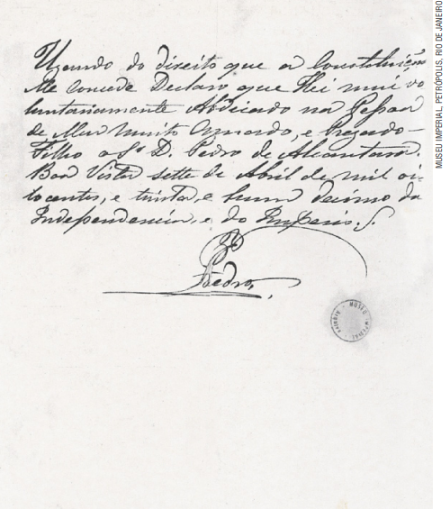 Uzando do direito que a Constituição
Me concede Declaro, que Hei mui vo
luntariamente Abdicado na Pessoa
de Meu muito Amado, e Prezado
Filho o Sr. D. Pedro de Alcantara.
Boa Vista sette de Abril de mil oi
tocentos, e trinta, e hum decimo da
Independencia, e do Imperio.
Pedro
MUSEU IMPERIAL, PETRÓPOLIS, RIO DE JANEIRO